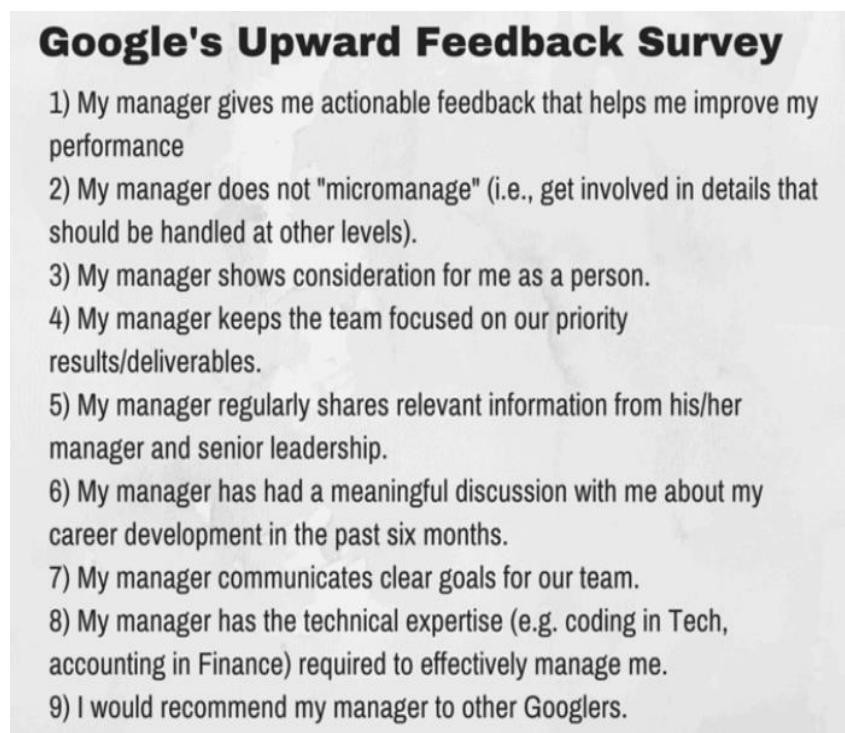 Google's Upward Feedback Survey
1) My manager gives me actionable feedback that helps me improve my
performance
2) My manager does not "micromanage" (i.e., get involved in details that
should be handled at other levels).
3) My manager shows consideration for me as a person.
4) My manager keeps the team focused on our priority
results/deliverables.
5) My manager regularly shares relevant information from his/her
manager and senior leadership.
6) My manager has had a meaningful discussion with me about my
career development in the past six months.
7) My manager communicates clear goals for our team.
8) My manager has the technical expertise (e.g. coding in Tech,
accounting in Finance) required to effectively manage me.
9) I would recommend my manager to other Googlers.